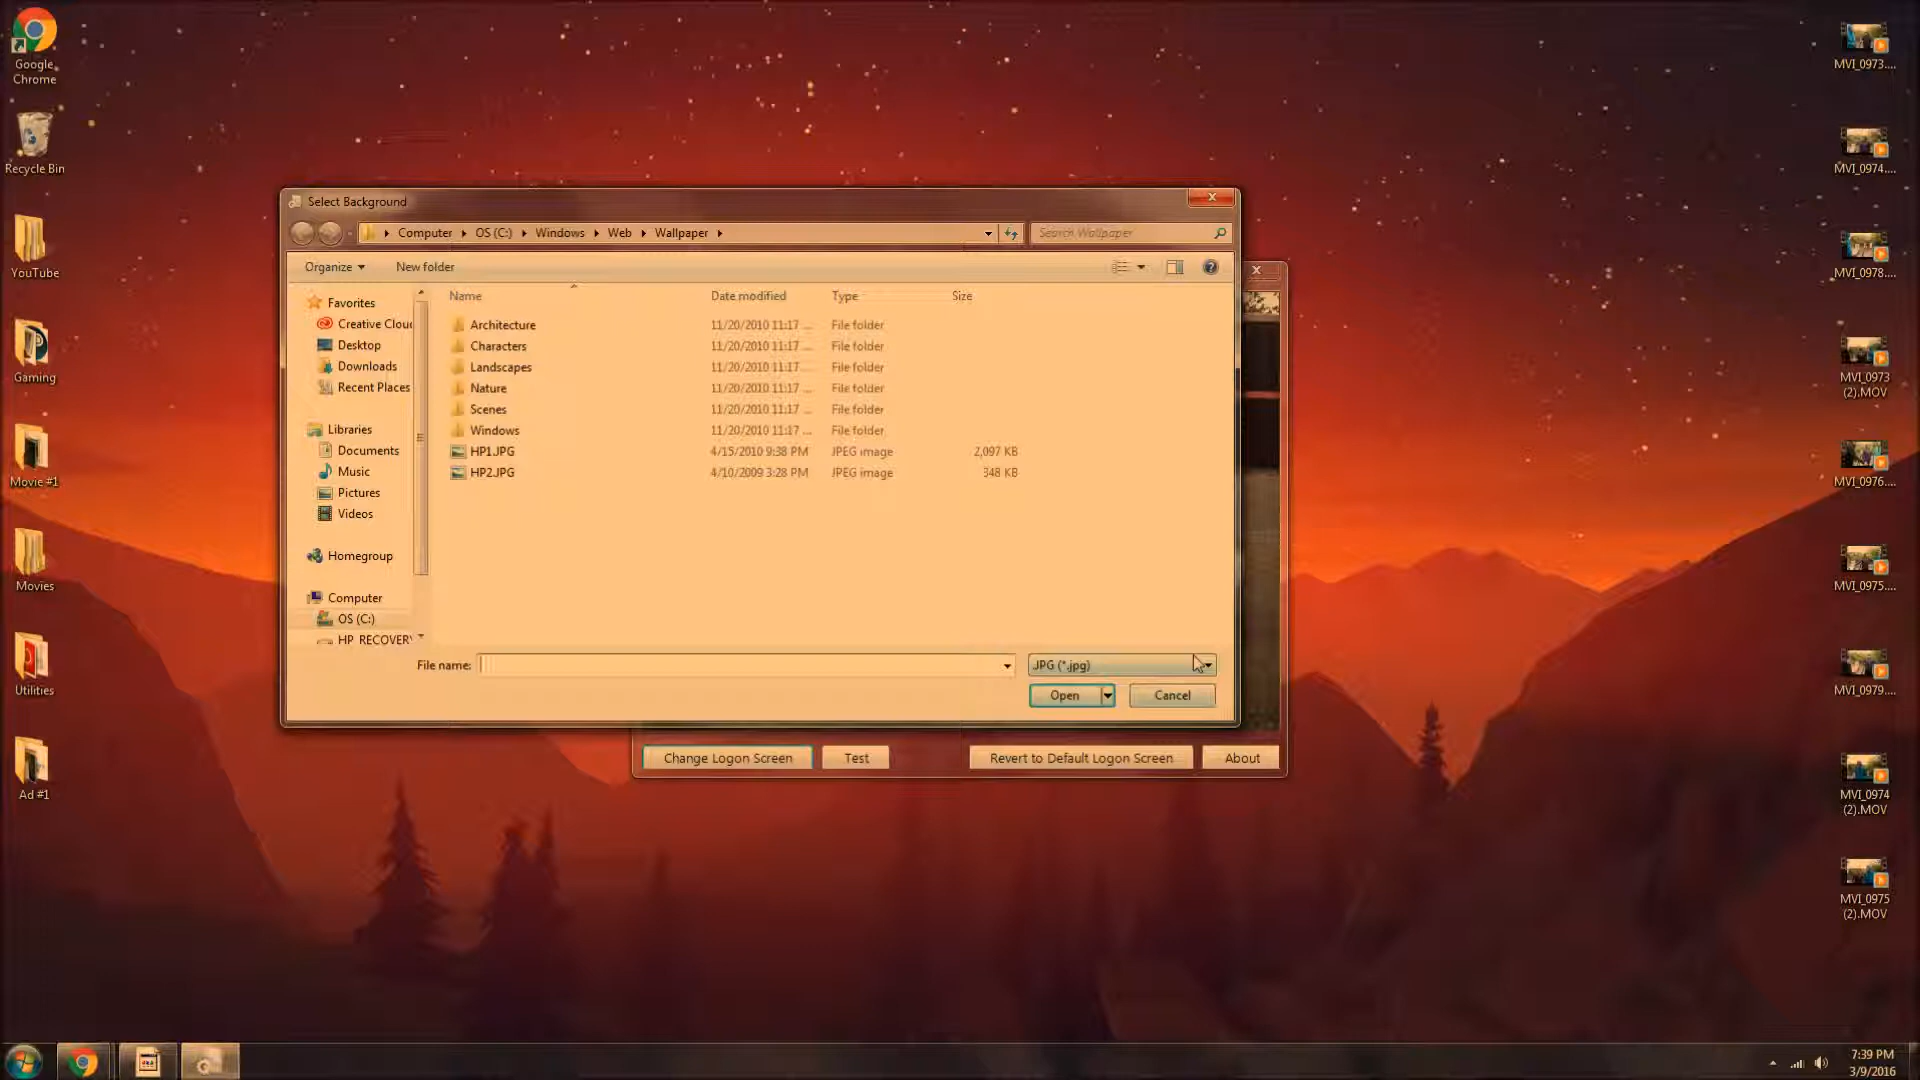 Google
Chrome
Recycle Bin
YouTube
Gaming
Movie #1
Movies
Utilities
Ad #1
Select Background
Computer OS (C:) Windows Web Wallpaper
Search Wallpaper
Organize New folder
Favorites
Creative Cloud
Desktop
Downloads
Recent Places
Libraries
Documents
Music
Pictures
Videos
Homegroup
Computer
OS (C:)
HP RECOVERY
Name Date modified Type Size
Architecture 11/20/2010 11:17 ... File folder
Characters 11/20/2010 11:17 ... File folder
Landscapes 11/20/2010 11:17 ... File folder
Nature 11/20/2010 11:17 ... File folder
Scenes 11/20/2010 11:17 ... File folder
Windows 11/20/2010 11:17 ... File folder
HP1.JPG 4/15/2010 9:38 PM JPEG image 2,097 KB
HP2.JPG 4/10/2009 3:28 PM JPEG image 348 KB
File name:
JPG (*.jpg)
Open Cancel
Change Logon Screen Test Revert to Default Logon Screen About
MVI_0973....
MVI_0974....
MVI_0978....
MVI_0973
(2).MOV
MVI_0976....
MVI_0975....
MVI_0979....
MVI_0974
(2).MOV
MVI_0975
(2).MOV
7:39 PM
3/9/2016